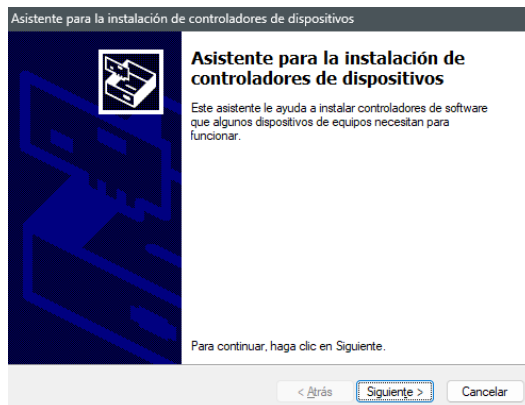 Asistente para la instalación de controladores de dispositivos
Asistente para la instalación de
controladores de dispositivos
Este asistente le ayuda a instalar controladores de software
que algunos dispositivos de equipos necesitan para
funcionar.
Para continuar, haga clic en Siguiente.
< Atrás Siguiente > Cancelar